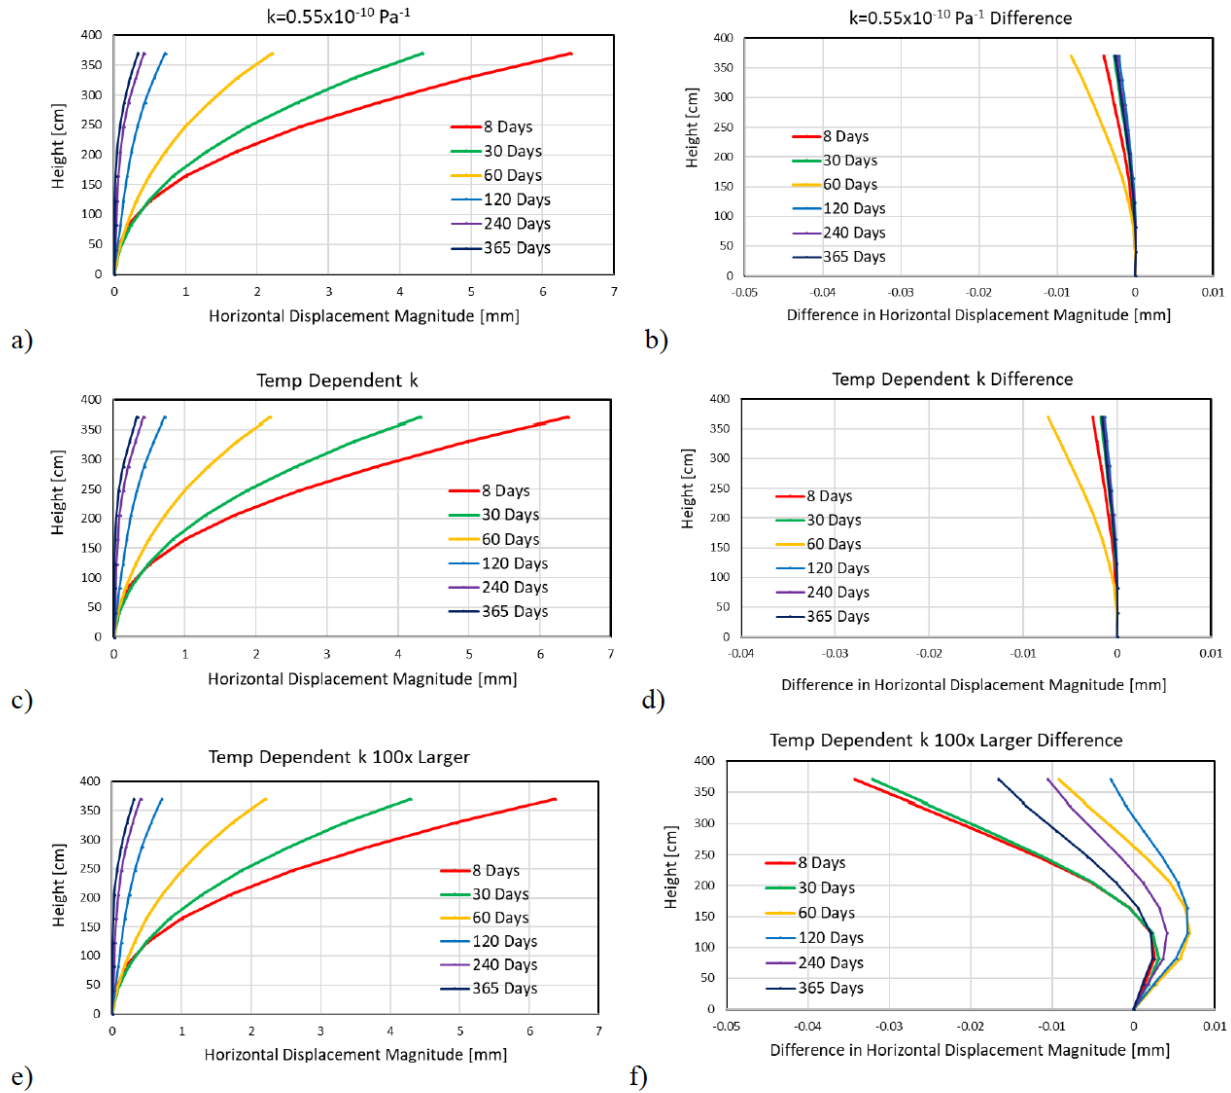 k=0.55x10⁻¹⁰ Pa⁻¹
400
350
300
250
200
150
100
50
0
Height [cm]
8 Days
30 Days
60 Days
120 Days
240 Days
365 Days
0 1 2 3 4 5 6 7
Horizontal Displacement Magnitude [mm]
a)
k=0.55x10⁻¹⁰ Pa⁻¹ Difference
400
350
300
250
200
150
100
50
0
Height [cm]
8 Days
30 Days
60 Days
120 Days
240 Days
365 Days
-0.05 -0.04 -0.03 -0.02 -0.01 0 0.01
Difference in Horizontal Displacement Magnitude [mm]
b)
Temp Dependent k
400
350
300
250
200
150
100
50
0
Height [cm]
8 Days
30 Days
60 Days
120 Days
240 Days
365 Days
0 1 2 3 4 5 6 7
Horizontal Displacement Magnitude [mm]
c)
Temp Dependent k Difference
400
350
300
250
200
150
100
50
0
Height [cm]
8 Days
30 Days
60 Days
120 Days
240 Days
365 Days
-0.04 -0.03 -0.02 -0.01 0 0.01
Difference in Horizontal Displacement Magnitude [mm]
d)
Temp Dependent k 100x Larger
400
350
300
250
200
150
100
50
0
Height [cm]
8 Days
30 Days
60 Days
120 Days
240 Days
365 Days
0 1 2 3 4 5 6 7
Horizontal Displacement Magnitude [mm]
e)
Temp Dependent k 100x Larger Difference
400
350
300
250
200
150
100
50
0
Height [cm]
8 Days
30 Days
60 Days
120 Days
240 Days
365 Days
-0.05 -0.04 -0.03 -0.02 -0.01 0 0.01
Difference in Horizontal Displacement Magnitude [mm]
f)